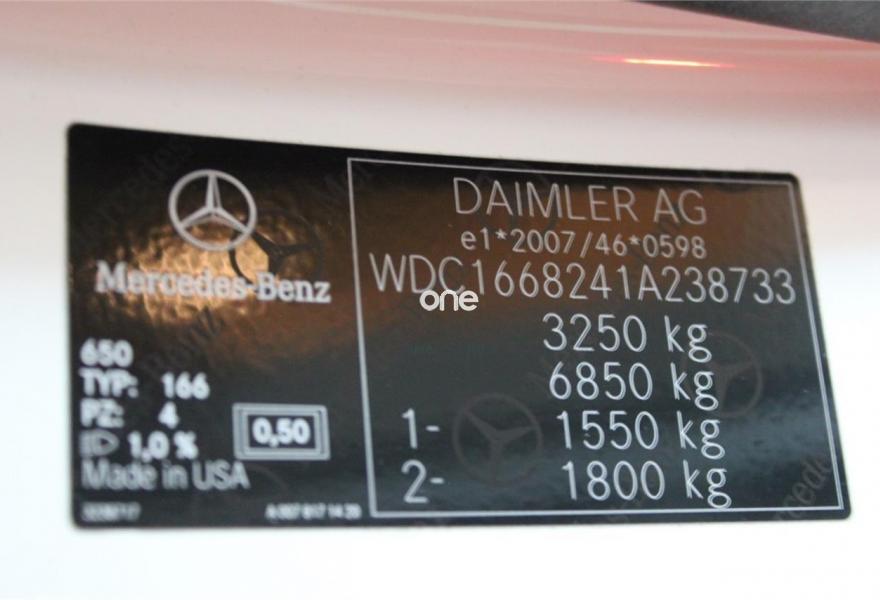 Mercedes-Benz
650
TYP: 166
PZ: 4
1,0 %
0,50
Made in USA
DAIMLER AG
e1*2007/46*0598
WDC1668241A238733
one
3250 kg
6850 kg
1- 1550 kg
2- 1800 kg